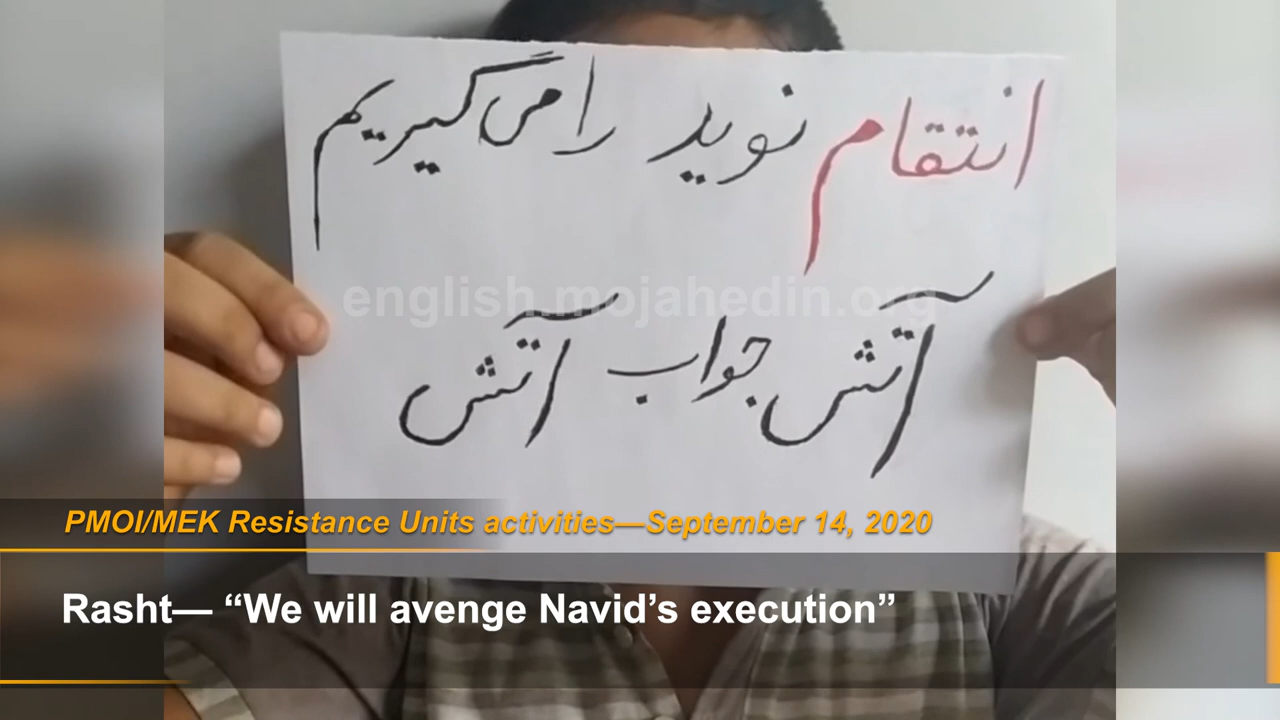 انتقام نوید را می گیریم
آتش جواب آتش
english.mojahedin.org
PMOI/MEK Resistance Units activities—September 14, 2020
Rasht— “We will avenge Navid’s execution”